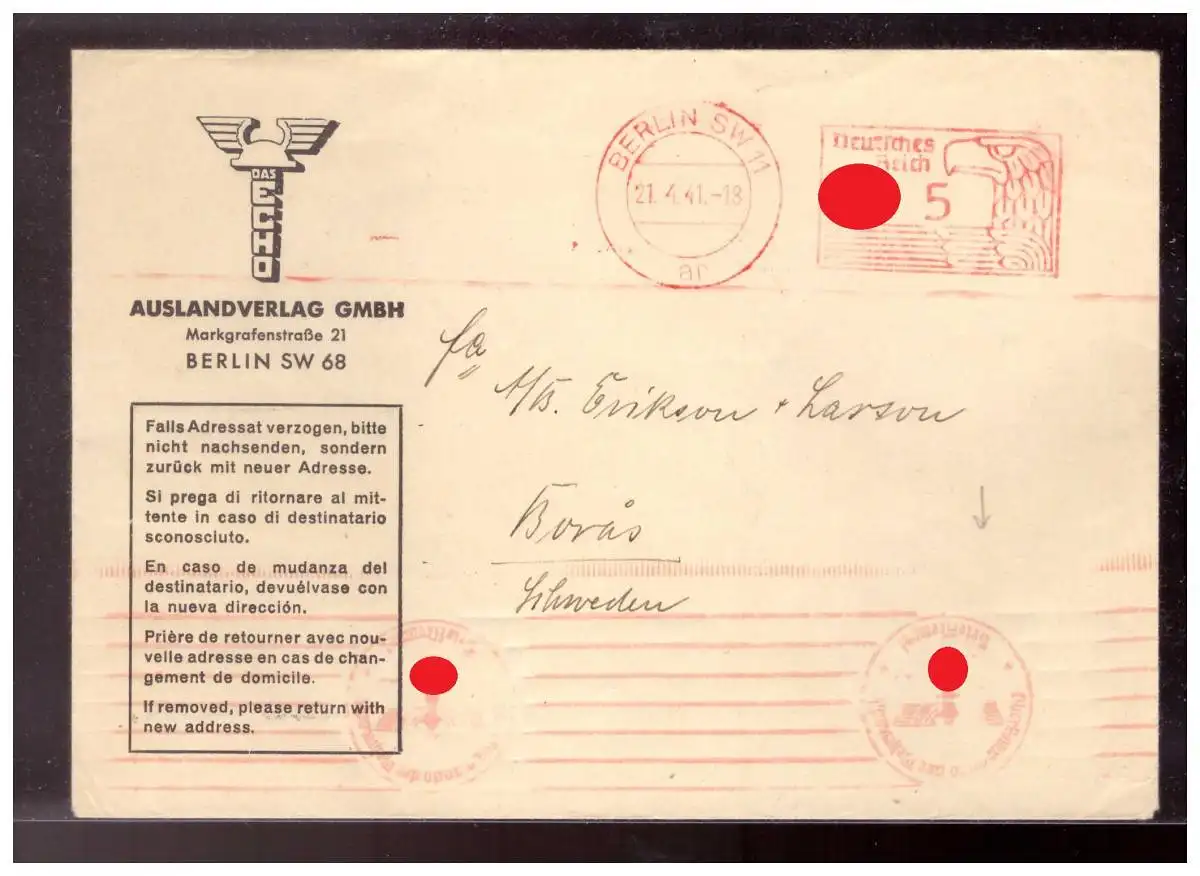 DAS
ECHO
AUSLANDVERLAG GMBH
Markgrafenstraße 21
BERLIN SW 68
BERLIN SW 11
21. 4. 41. -18
ar
Deutsches
Reich
5
Fa
A/B. Erikson + Larson
Borås
Schweden
Falls Adressat verzogen, bitte
nicht nachsenden, sondern
zurück mit neuer Adresse.
Si prega di ritornare al mit-
tente in caso di destinatario
sconosciuto.
En caso de mudanza del
destinatario, devuélvase con
la nueva dirección.
Prière de retourner avec nou-
velle adresse en cas de chan-
gement de domicile.
If removed, please return with
new address.